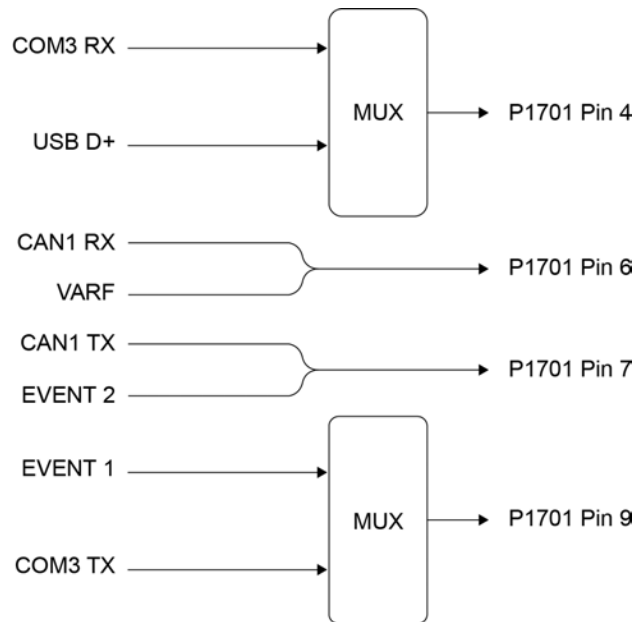 COM3 RX
MUX
P1701 Pin 4
USB D+
CAN1 RX
P1701 Pin 6
VARF
CAN1 TX
P1701 Pin 7
EVENT 2
EVENT 1
MUX
P1701 Pin 9
COM3 TX